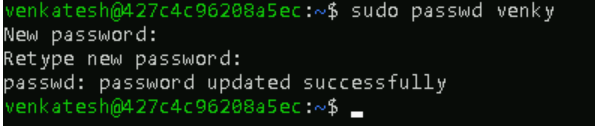 venkatesh@427c4c96208a5ec:~$ sudo passwd venky
New password:
Retype new password:
passwd: password updated successfully
venkatesh@427c4c96208a5ec:~$